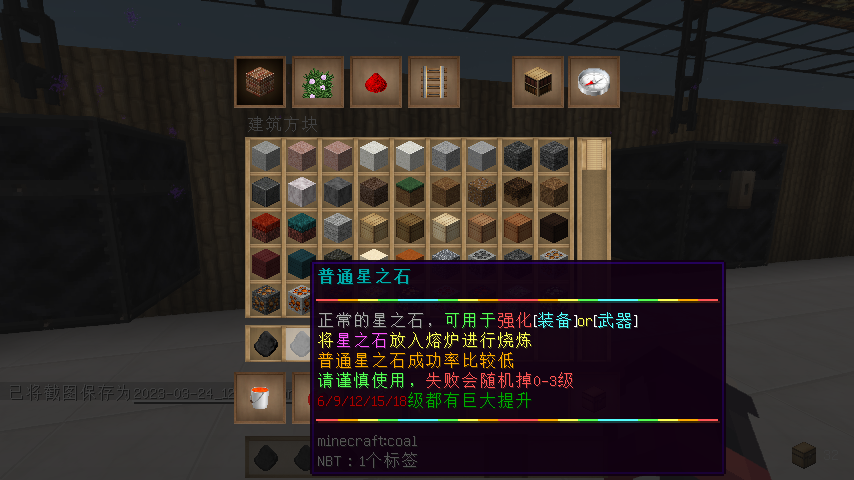 建筑方块
普通星之石
正常的星之石，可用于强化[装备]or[武器]
将星之石放入熔炉进行烧炼
普通星之石成功率比较低
请谨慎使用，失败会随机掉0-3级
6/9/12/15/18级都有巨大提升
已将截图保存为2023-09-24_12
minecraft:coal
NBT：1个标签